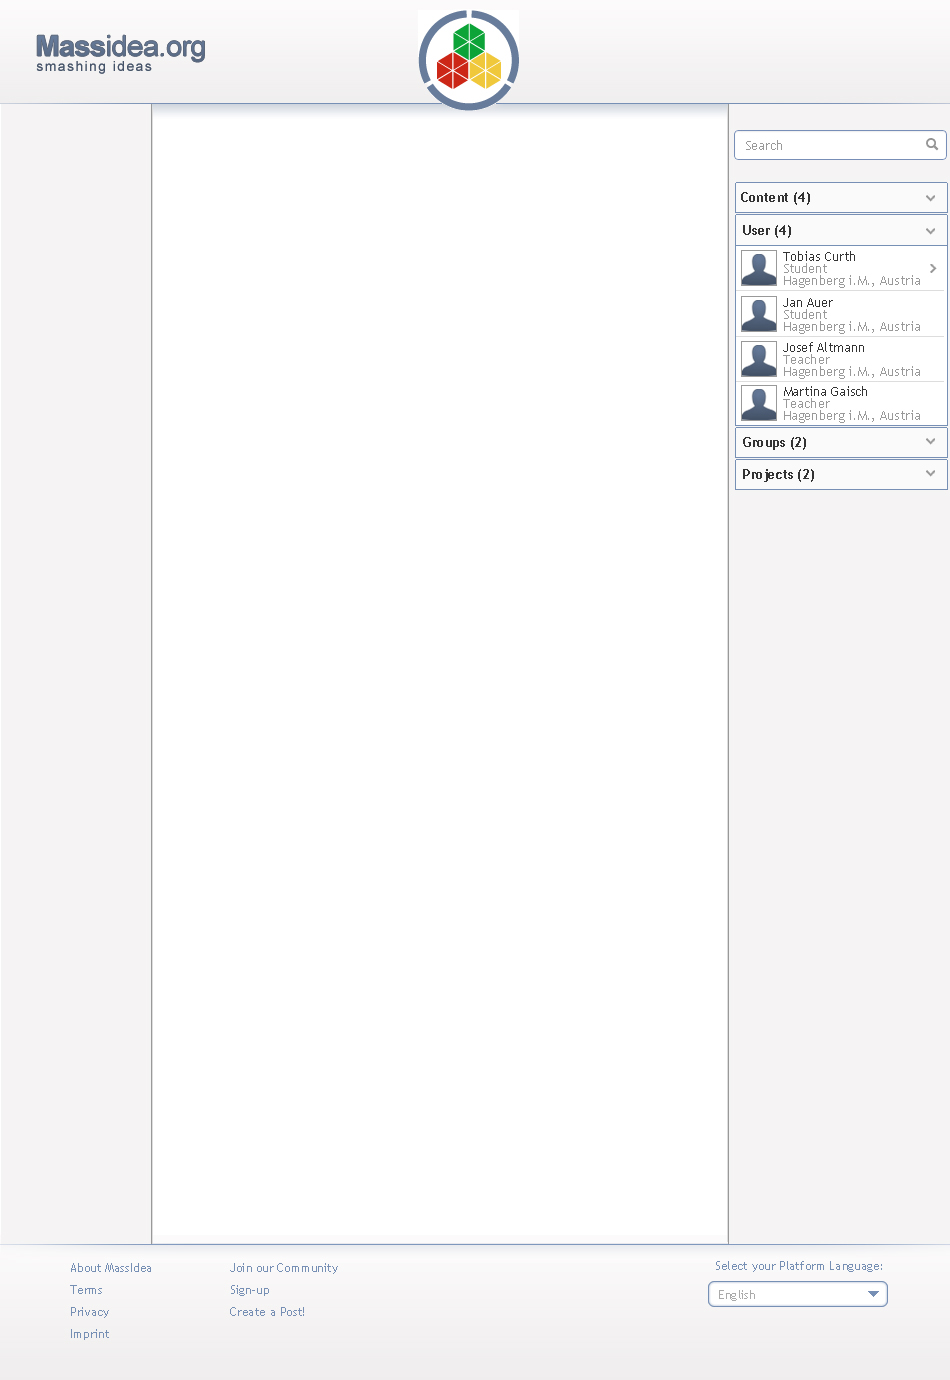 Massidea.org
smashing ideas
Search
Content (4)
User (4)
Tobias Curth
Student
Hagenberg i.M., Austria
Jan Auer
Student
Hagenberg i.M., Austria
Josef Altmann
Teacher
Hagenberg i.M., Austria
Martina Gaisch
Teacher
Hagenberg i.M., Austria
Groups (2)
Projects (2)
About MassIdea
Terms
Privacy
Imprint
Join our Community
Sign-up
Create a Post!
Select your Platform Language:
English